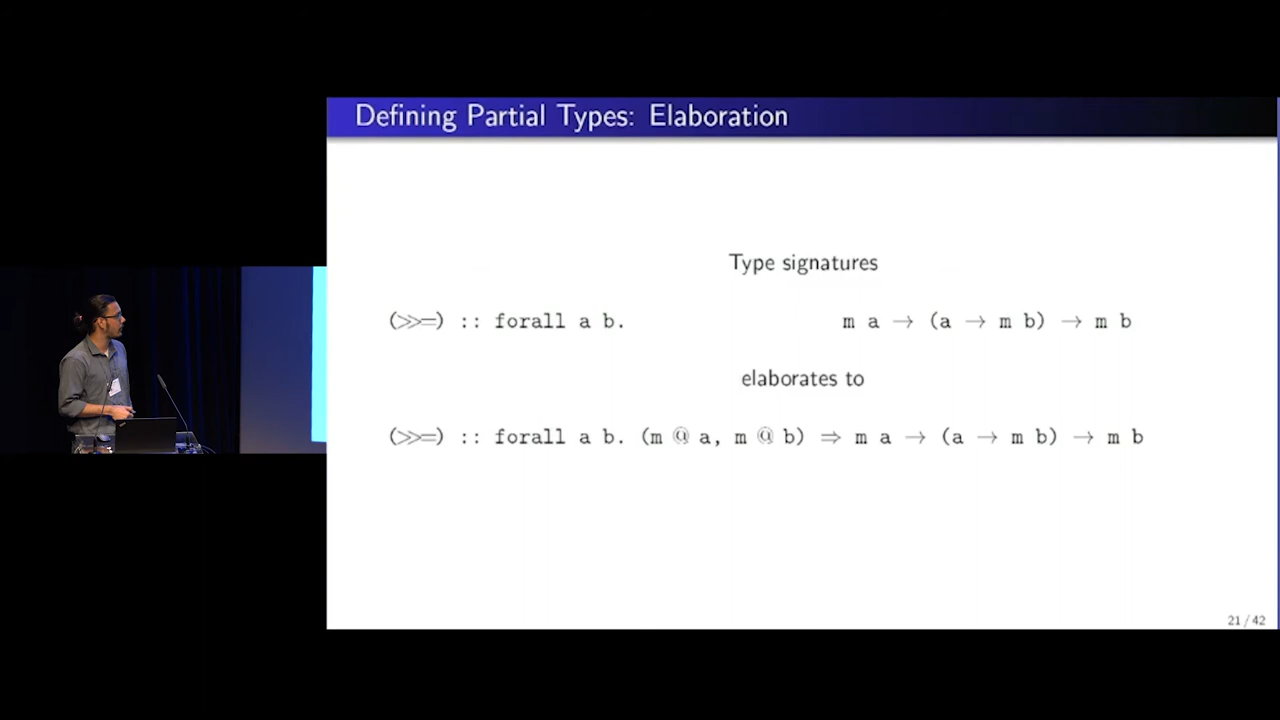 Defining Partial Types: Elaboration
Type signatures
(>>=) :: forall a b. m a → (a → m b) → m b
elaborates to
(>>=) :: forall a b. (m @ a, m @ b) ⇒ m a → (a → m b) → m b
21 / 42